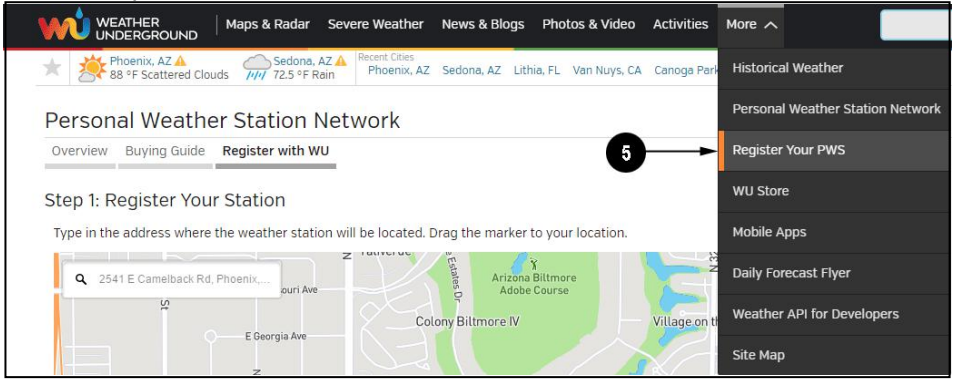 WEATHER UNDERGROUND
Maps & Radar Severe Weather News & Blogs Photos & Video Activities More
Recent Cities
Phoenix, AZ
88 °F Scattered Clouds
Sedona, AZ
72.5 °F Rain
Phoenix, AZ Sedona, AZ Lithia, FL Van Nuys, CA Canoga Park
Historical Weather
Personal Weather Station Network
Register Your PWS
WU Store
Mobile Apps
Daily Forecast Flyer
Weather API for Developers
Site Map
5
Personal Weather Station Network
Overview Buying Guide Register with WU
Step 1: Register Your Station
Type in the address where the weather station will be located. Drag the marker to your location.
2541 E Camelback Rd, Phoenix,...
ouri Ave
St
E Georgia Ave
N
Estates Dr
Arizona Biltmore
Adobe Course
Colony Biltmore IV
Village on th
N
N